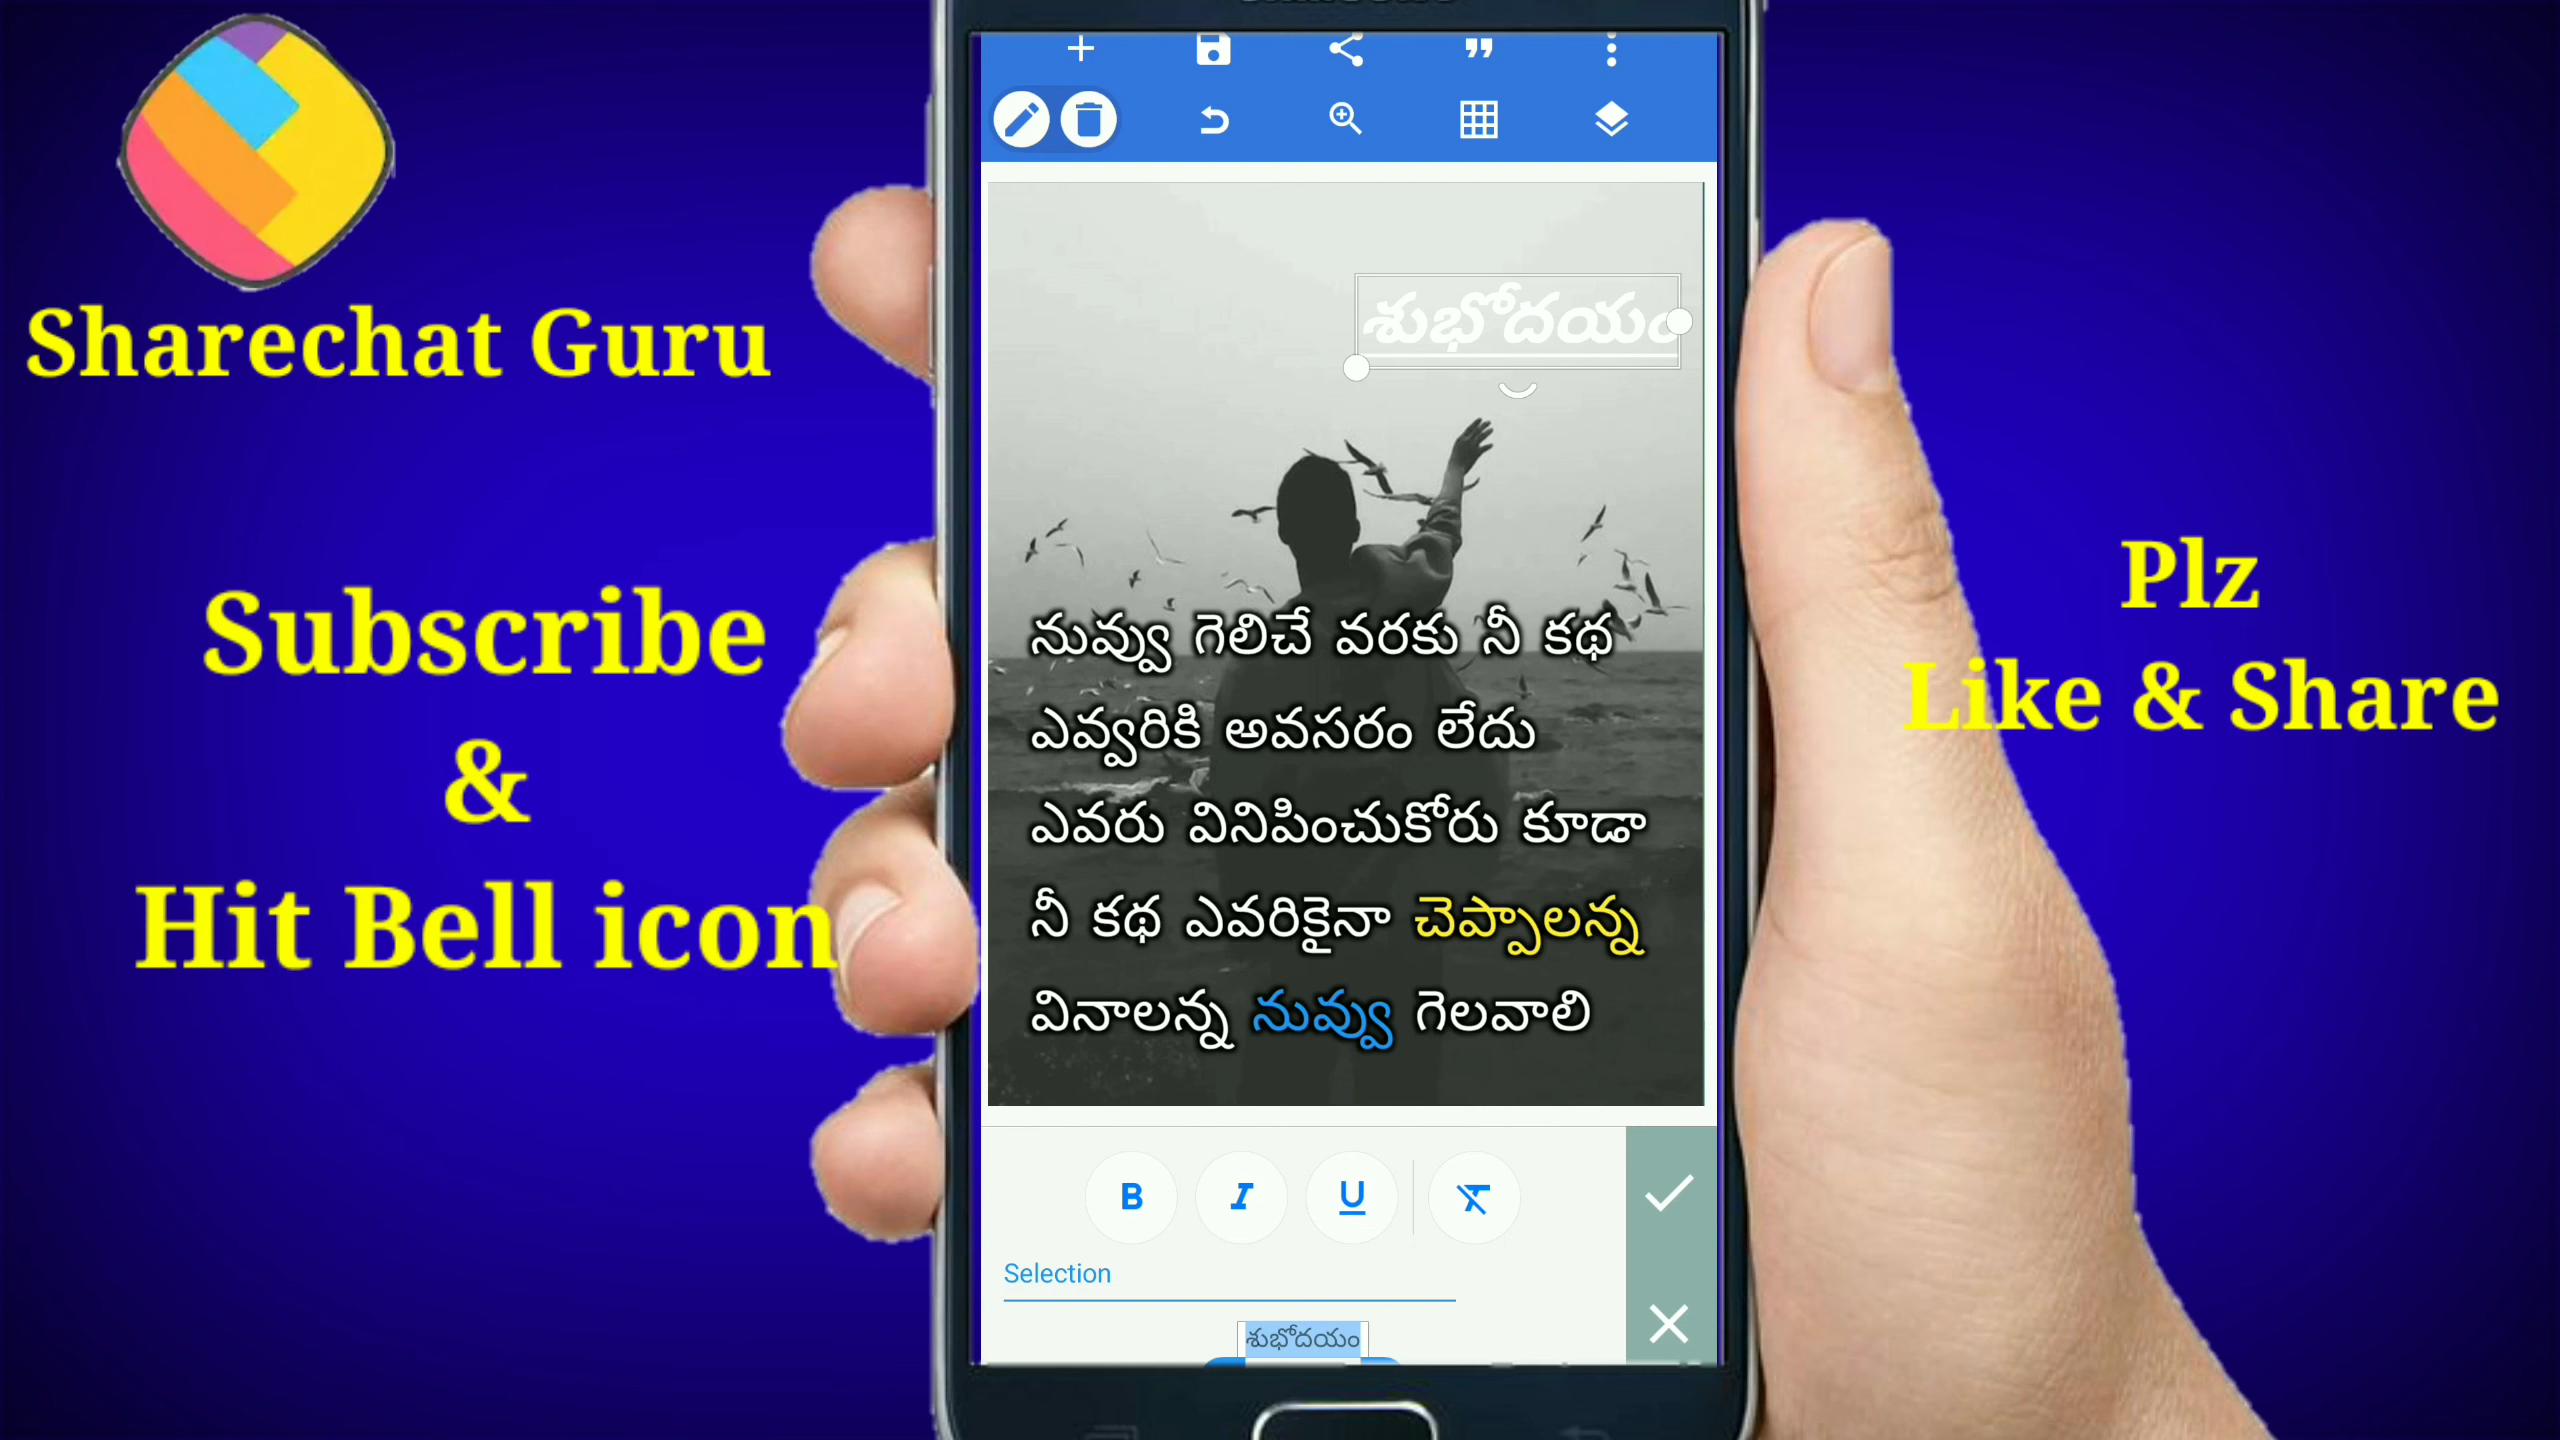 Sharechat Guru
Subscribe
&
Hit Bell icon
Plz
Like & Share
శుభోదయం
నువ్వు గెలిచే వరకు నీ కథ
ఎవ్వరికి అవసరం లేదు
ఎవరు వినిపించుకోరు కూడా
నీ కథ ఎవరికైనా చెప్పాలన్న
వినాలన్న నువ్వు గెలవాలి
B I U
Selection
శుభోదయం